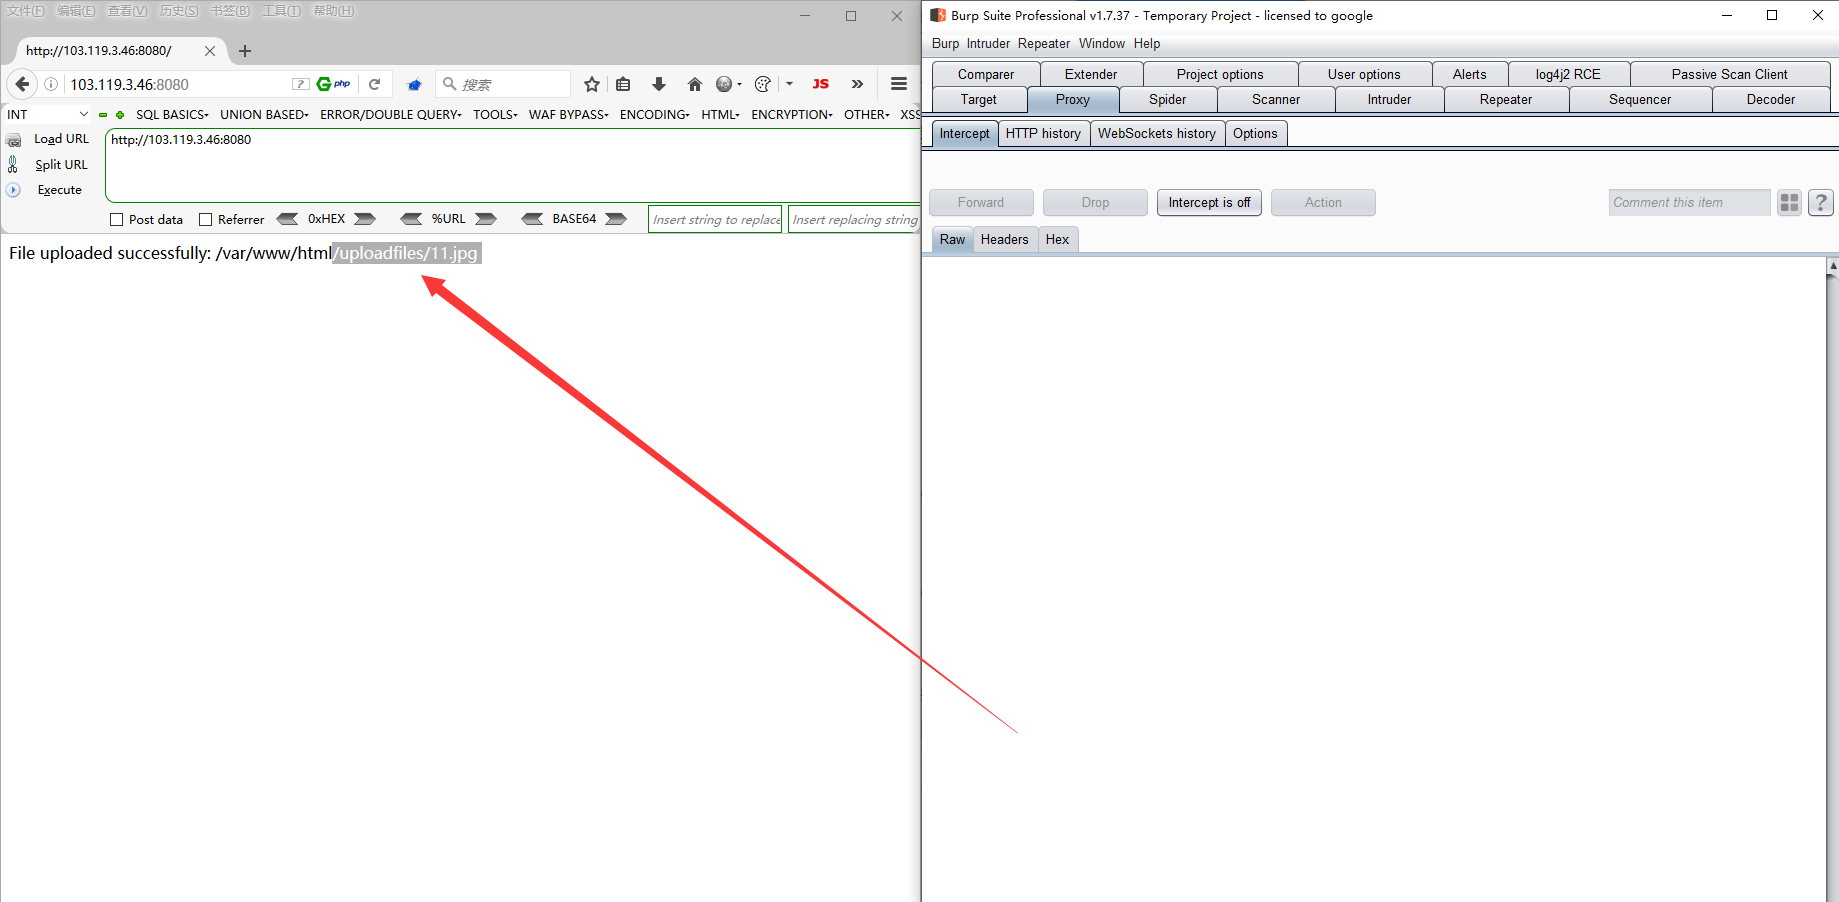 文件(F) 编辑(E) 查看(V) 历史(S) 书签(B) 工具(T) 帮助(H)
http://103.119.3.46:8080/
103.119.3.46:8080
php
搜索
JS
INT
SQL BASICS
UNION BASED
ERROR/DOUBLE QUERY
TOOLS
WAF BYPASS
ENCODING
HTML
ENCRYPTION
OTHER
XSS
Load URL
Split URL
Execute
http://103.119.3.46:8080
Post data
Referrer
0xHEX
%URL
BASE64
Insert string to replace
Insert replacing string
File uploaded successfully: /var/www/html/uploadfiles/11.jpg
Burp Suite Professional v1.7.37 - Temporary Project - licensed to google
Burp Intruder Repeater Window Help
Comparer Extender Project options User options Alerts log4j2 RCE Passive Scan Client
Target Proxy Spider Scanner Intruder Repeater Sequencer Decoder
Intercept HTTP history WebSockets history Options
Forward Drop Intercept is off Action
Comment this item
?
Raw Headers Hex